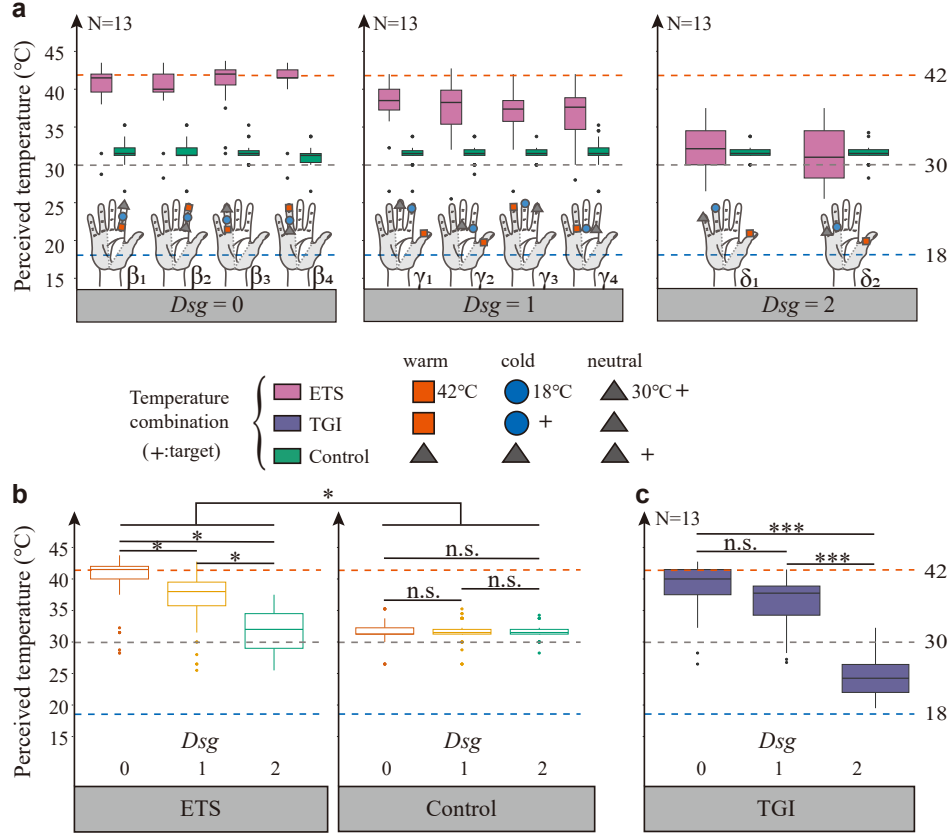 a
N=13
N=13
N=13
Perceived temperature (℃)
45
40
35
30
25
20
15
42
30
18
β1
β2
β3
β4
γ1
γ2
γ3
γ4
δ1
δ2
Dsg = 0
Dsg = 1
Dsg = 2
warm
cold
neutral
Temperature
combination
(+:target)
ETS
42℃
18℃
30℃ +
TGI
+
Control
+
b
*
c
N=13
Perceived temperature (℃)
45
40
35
30
25
20
15
*
*
*
n.s.
n.s.
n.s.
***
n.s.
***
42
30
18
Dsg
Dsg
Dsg
0
1
2
0
1
2
0
1
2
ETS
Control
TGI